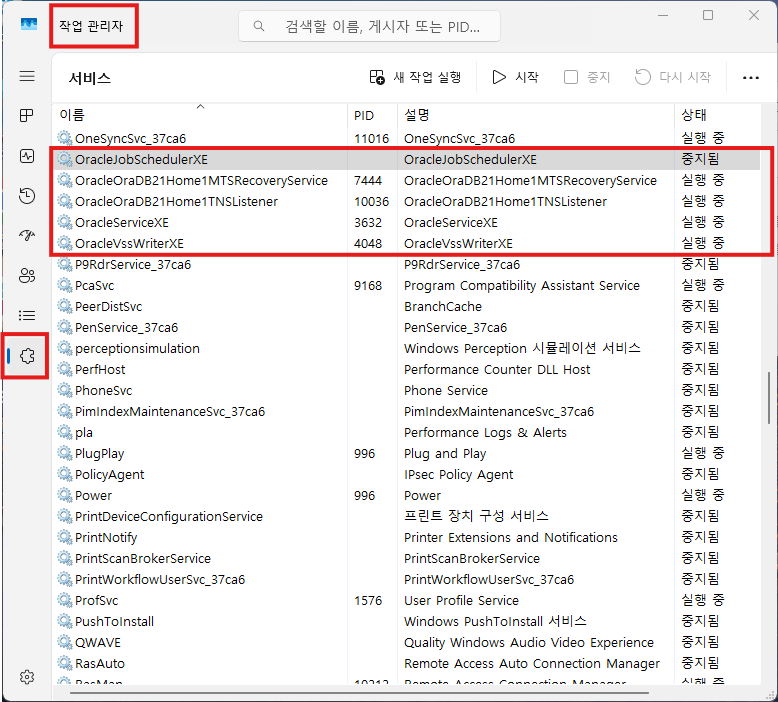 작업 관리자
검색할 이름, 게시자 또는 PID...
서비스
새 작업 실행 시작 중지 다시 시작 ...
이름 PID 설명 상태
OneSyncSvc_37ca6 11016 OneSyncSvc_37ca6 실행 중
OracleJobSchedulerXE OracleJobSchedulerXE 중지됨
OracleOraDB21Home1MTSRecoveryService 7444 OracleOraDB21Home1MTSRecoveryService 실행 중
OracleOraDB21Home1TNSListener 10036 OracleOraDB21Home1TNSListener 실행 중
OracleServiceXE 3632 OracleServiceXE 실행 중
OracleVssWriterXE 4048 OracleVssWriterXE 실행 중
P9RdrService_37ca6 P9RdrService_37ca6 중지됨
PcaSvc 9168 Program Compatibility Assistant Service 실행 중
PeerDistSvc BranchCache 중지됨
PenService_37ca6 PenService_37ca6 중지됨
perceptionsimulation Windows Perception 시뮬레이션 서비스 중지됨
PerfHost Performance Counter DLL Host 중지됨
PhoneSvc Phone Service 중지됨
PimIndexMaintenanceSvc_37ca6 PimIndexMaintenanceSvc_37ca6 중지됨
pla Performance Logs & Alerts 중지됨
PlugPlay 996 Plug and Play 실행 중
PolicyAgent IPsec Policy Agent 중지됨
Power 996 Power 실행 중
PrintDeviceConfigurationService 프린트 장치 구성 서비스 중지됨
PrintNotify Printer Extensions and Notifications 중지됨
PrintScanBrokerService PrintScanBrokerService 중지됨
PrintWorkflowUserSvc_37ca6 PrintWorkflowUserSvc_37ca6 중지됨
ProfSvc 1576 User Profile Service 실행 중
PushToInstall Windows PushToInstall 서비스 중지됨
QWAVE Quality Windows Audio Video Experience 중지됨
RasAuto Remote Access Auto Connection Manager 중지됨
RasMan Remote Access Connection Manager 실행 중